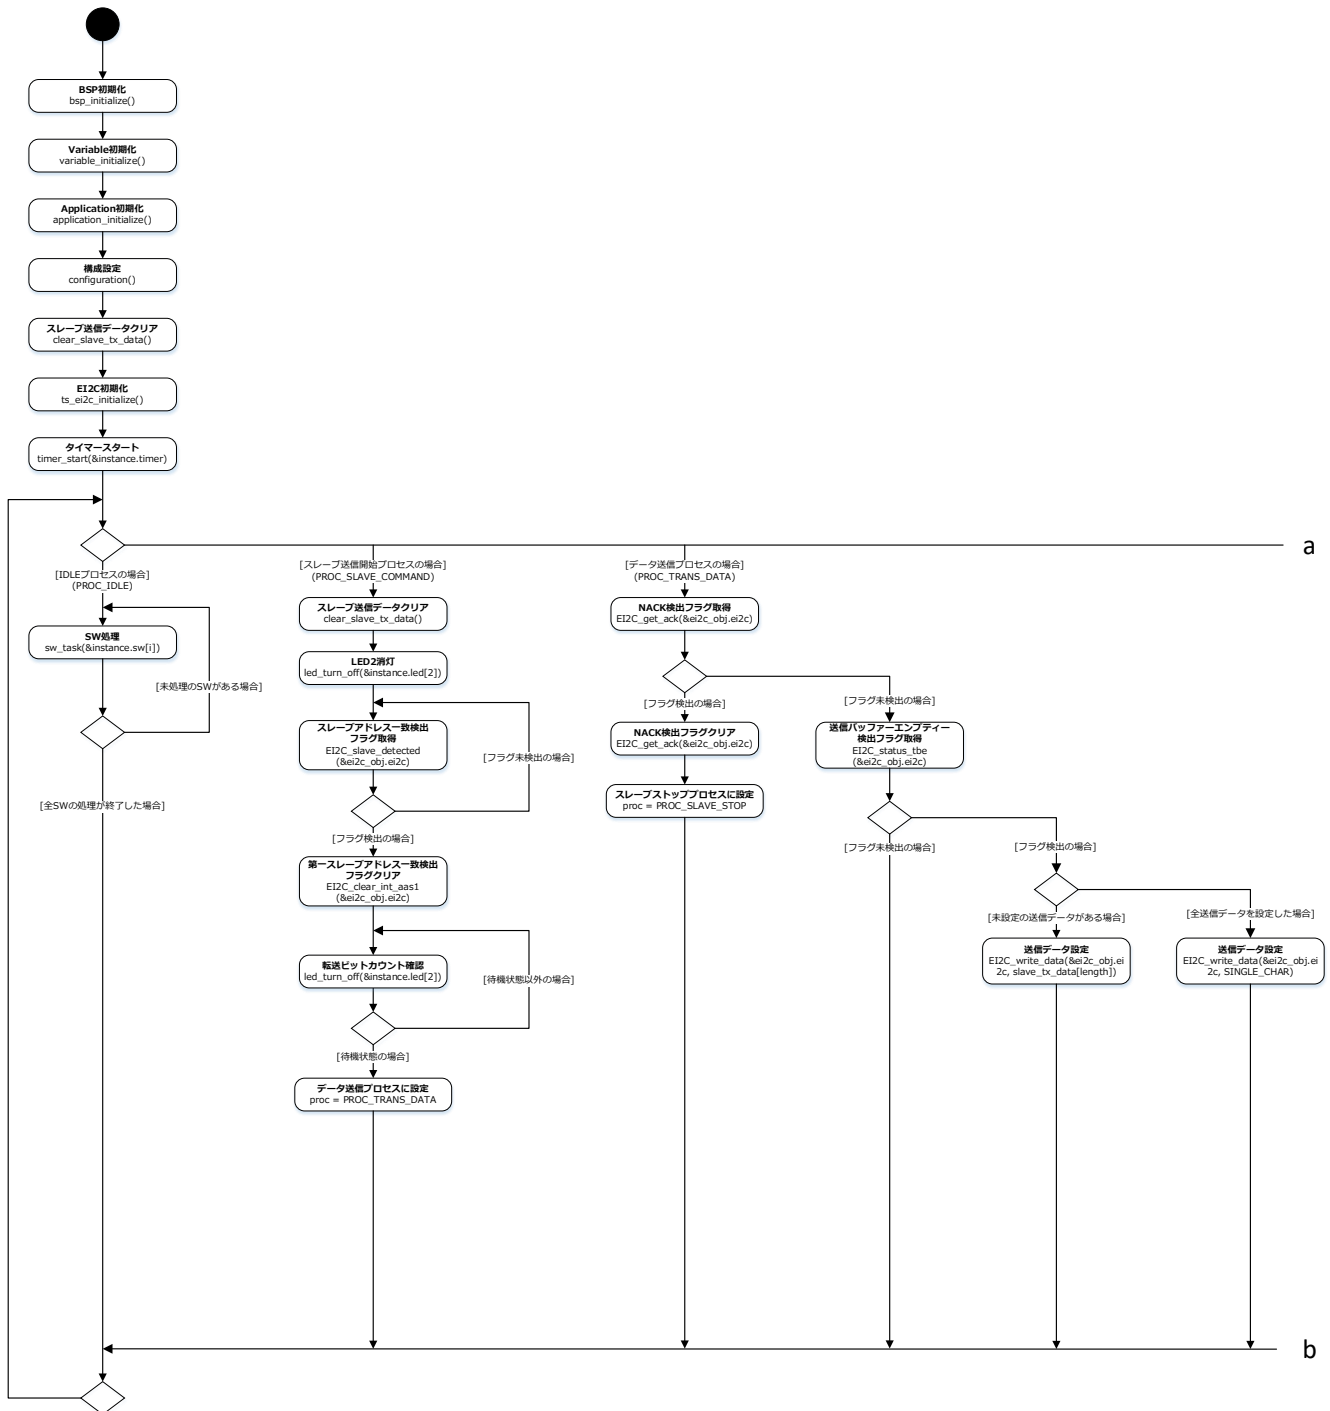 BSP初期化
bsp_initialize()
Variable初期化
variable_initialize()
Application初期化
application_initialize()
構成設定
configuration()
スレーブ送信データクリア
clear_slave_tx_data()
EI2C初期化
ts_ei2c_initialize()
タイマースタート
timer_start(&instance.timer)
a
[IDLEプロセスの場合]
(PROC_IDLE)
SW処理
sw_task(&instance.sw[i])
[未処理のSWがある場合]
[全SWの処理が終了した場合]
[スレーブ送信開始プロセスの場合]
(PROC_SLAVE_COMMAND)
スレーブ送信データクリア
clear_slave_tx_data()
LED2消灯
led_turn_off(&instance.led[2])
スレーブアドレス一致検出
フラグ取得
EI2C_slave_detected
(&ei2c_obj.ei2c)
[フラグ未検出の場合]
[フラグ検出の場合]
第一スレーブアドレス一致検出
フラグクリア
EI2C_clear_int_aas1
(&ei2c_obj.ei2c)
転送ビットカウント確認
led_turn_off(&instance.led[2])
[待機状態以外の場合]
[待機状態の場合]
データ送信プロセスに設定
proc = PROC_TRANS_DATA
[データ送信プロセスの場合]
(PROC_TRANS_DATA)
NACK検出フラグ取得
EI2C_get_ack(&ei2c_obj.ei2c)
[フラグ検出の場合]
NACK検出フラグクリア
EI2C_get_ack(&ei2c_obj.ei2c)
スレーブストッププロセスに設定
proc = PROC_SLAVE_STOP
[フラグ未検出の場合]
送信バッファーエンプティー
検出フラグ取得
EI2C_status_tbe
(&ei2c_obj.ei2c)
[フラグ未検出の場合]
[フラグ検出の場合]
[未設定の送信データがある場合]
送信データ設定
EI2C_write_data(&ei2c_obj.ei
2c, slave_tx_data[length])
[全送信データを設定した場合]
送信データ設定
EI2C_write_data(&ei2c_obj.ei
2c, SINGLE_CHAR)
b